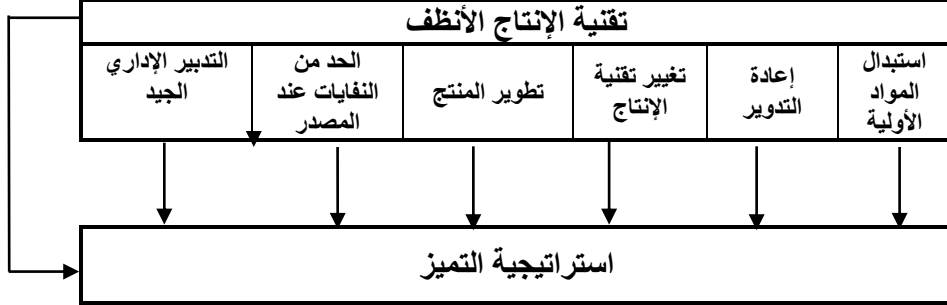 تقنية الإنتاج الأنظف
استبدال
المواد
الأولية
إعادة
التدوير
تغيير تقنية
الإنتاج
تطوير المنتج
الحد من
النفايات عند
المصدر
التدبير الإداري
الجيد
استراتيجية التميز